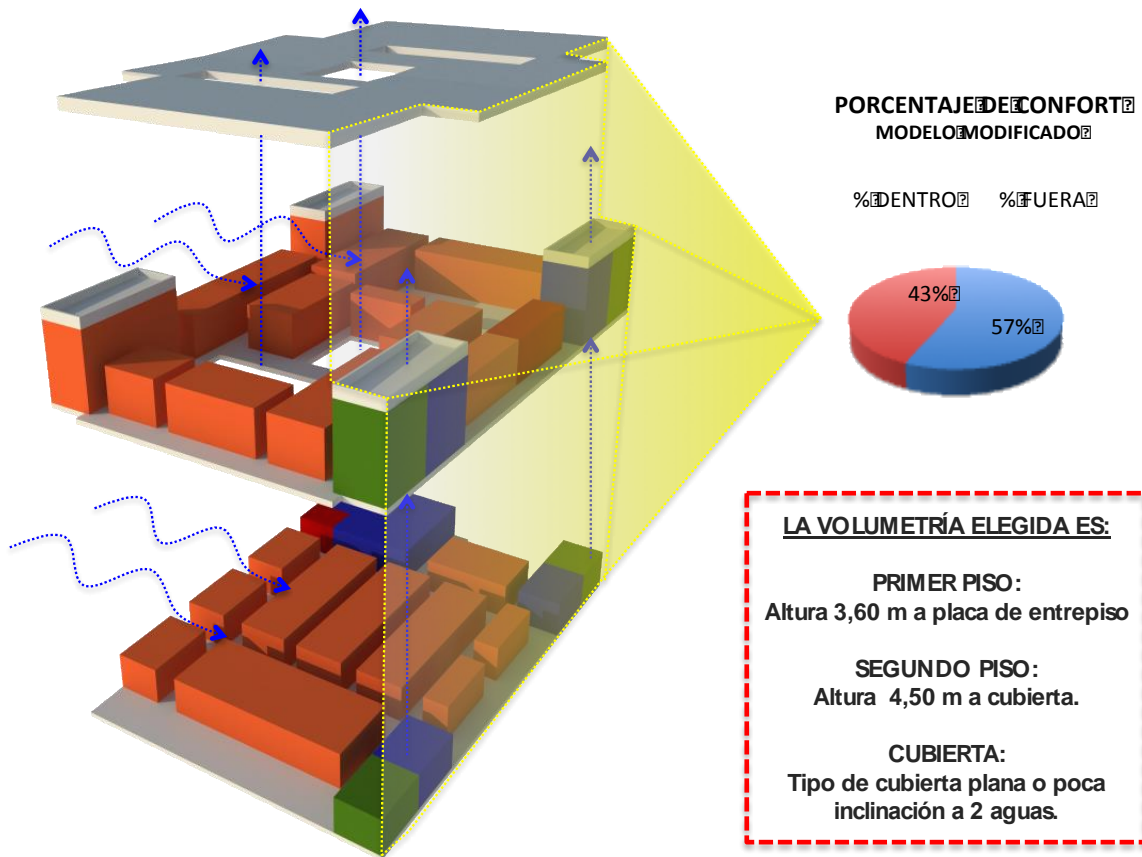 PORCENTAJE DE CONFORT
MODELO MODIFICADO
% DENTRO % FUERA
43%
57%
LA VOLUMETRÍA ELEGIDA ES:
PRIMER PISO:
Altura 3,60 m a placa de entrepiso
SEGUNDO PISO:
Altura 4,50 m a cubierta.
CUBIERTA:
Tipo de cubierta plana o poca
inclinación a 2 aguas.